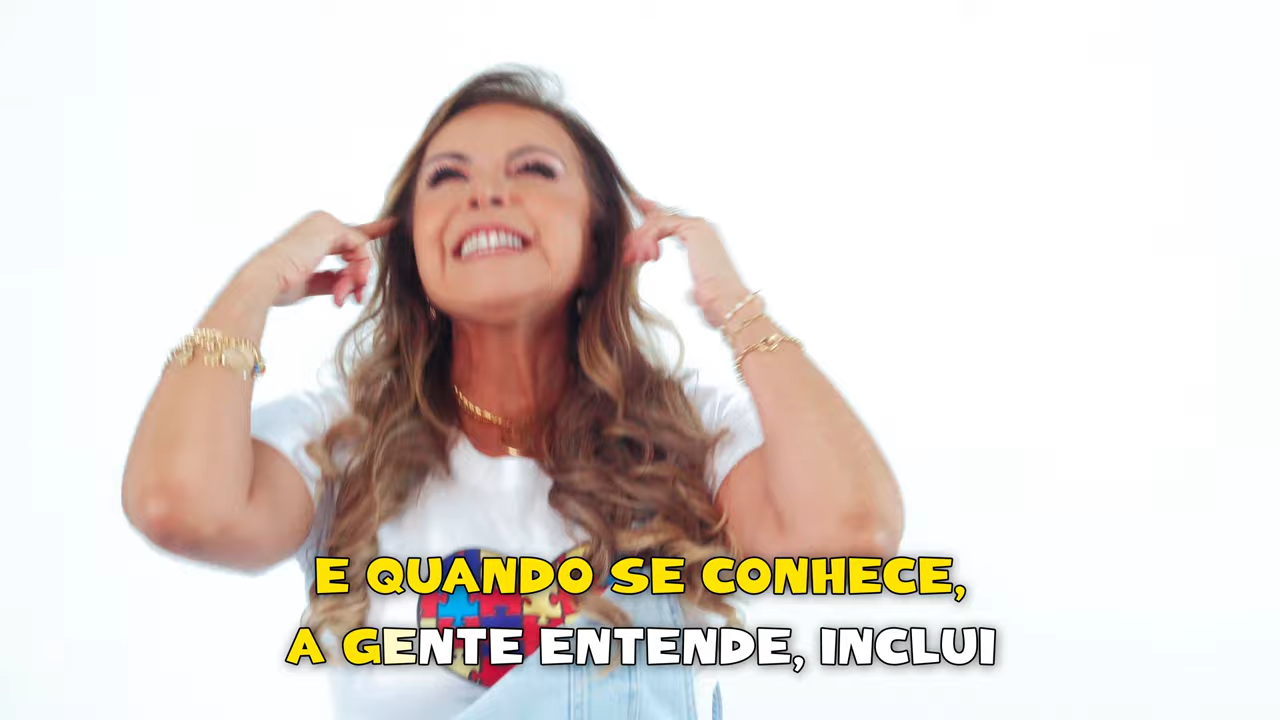 E QUANDO SE CONHECE,
A GENTE ENTENDE, INCLUI